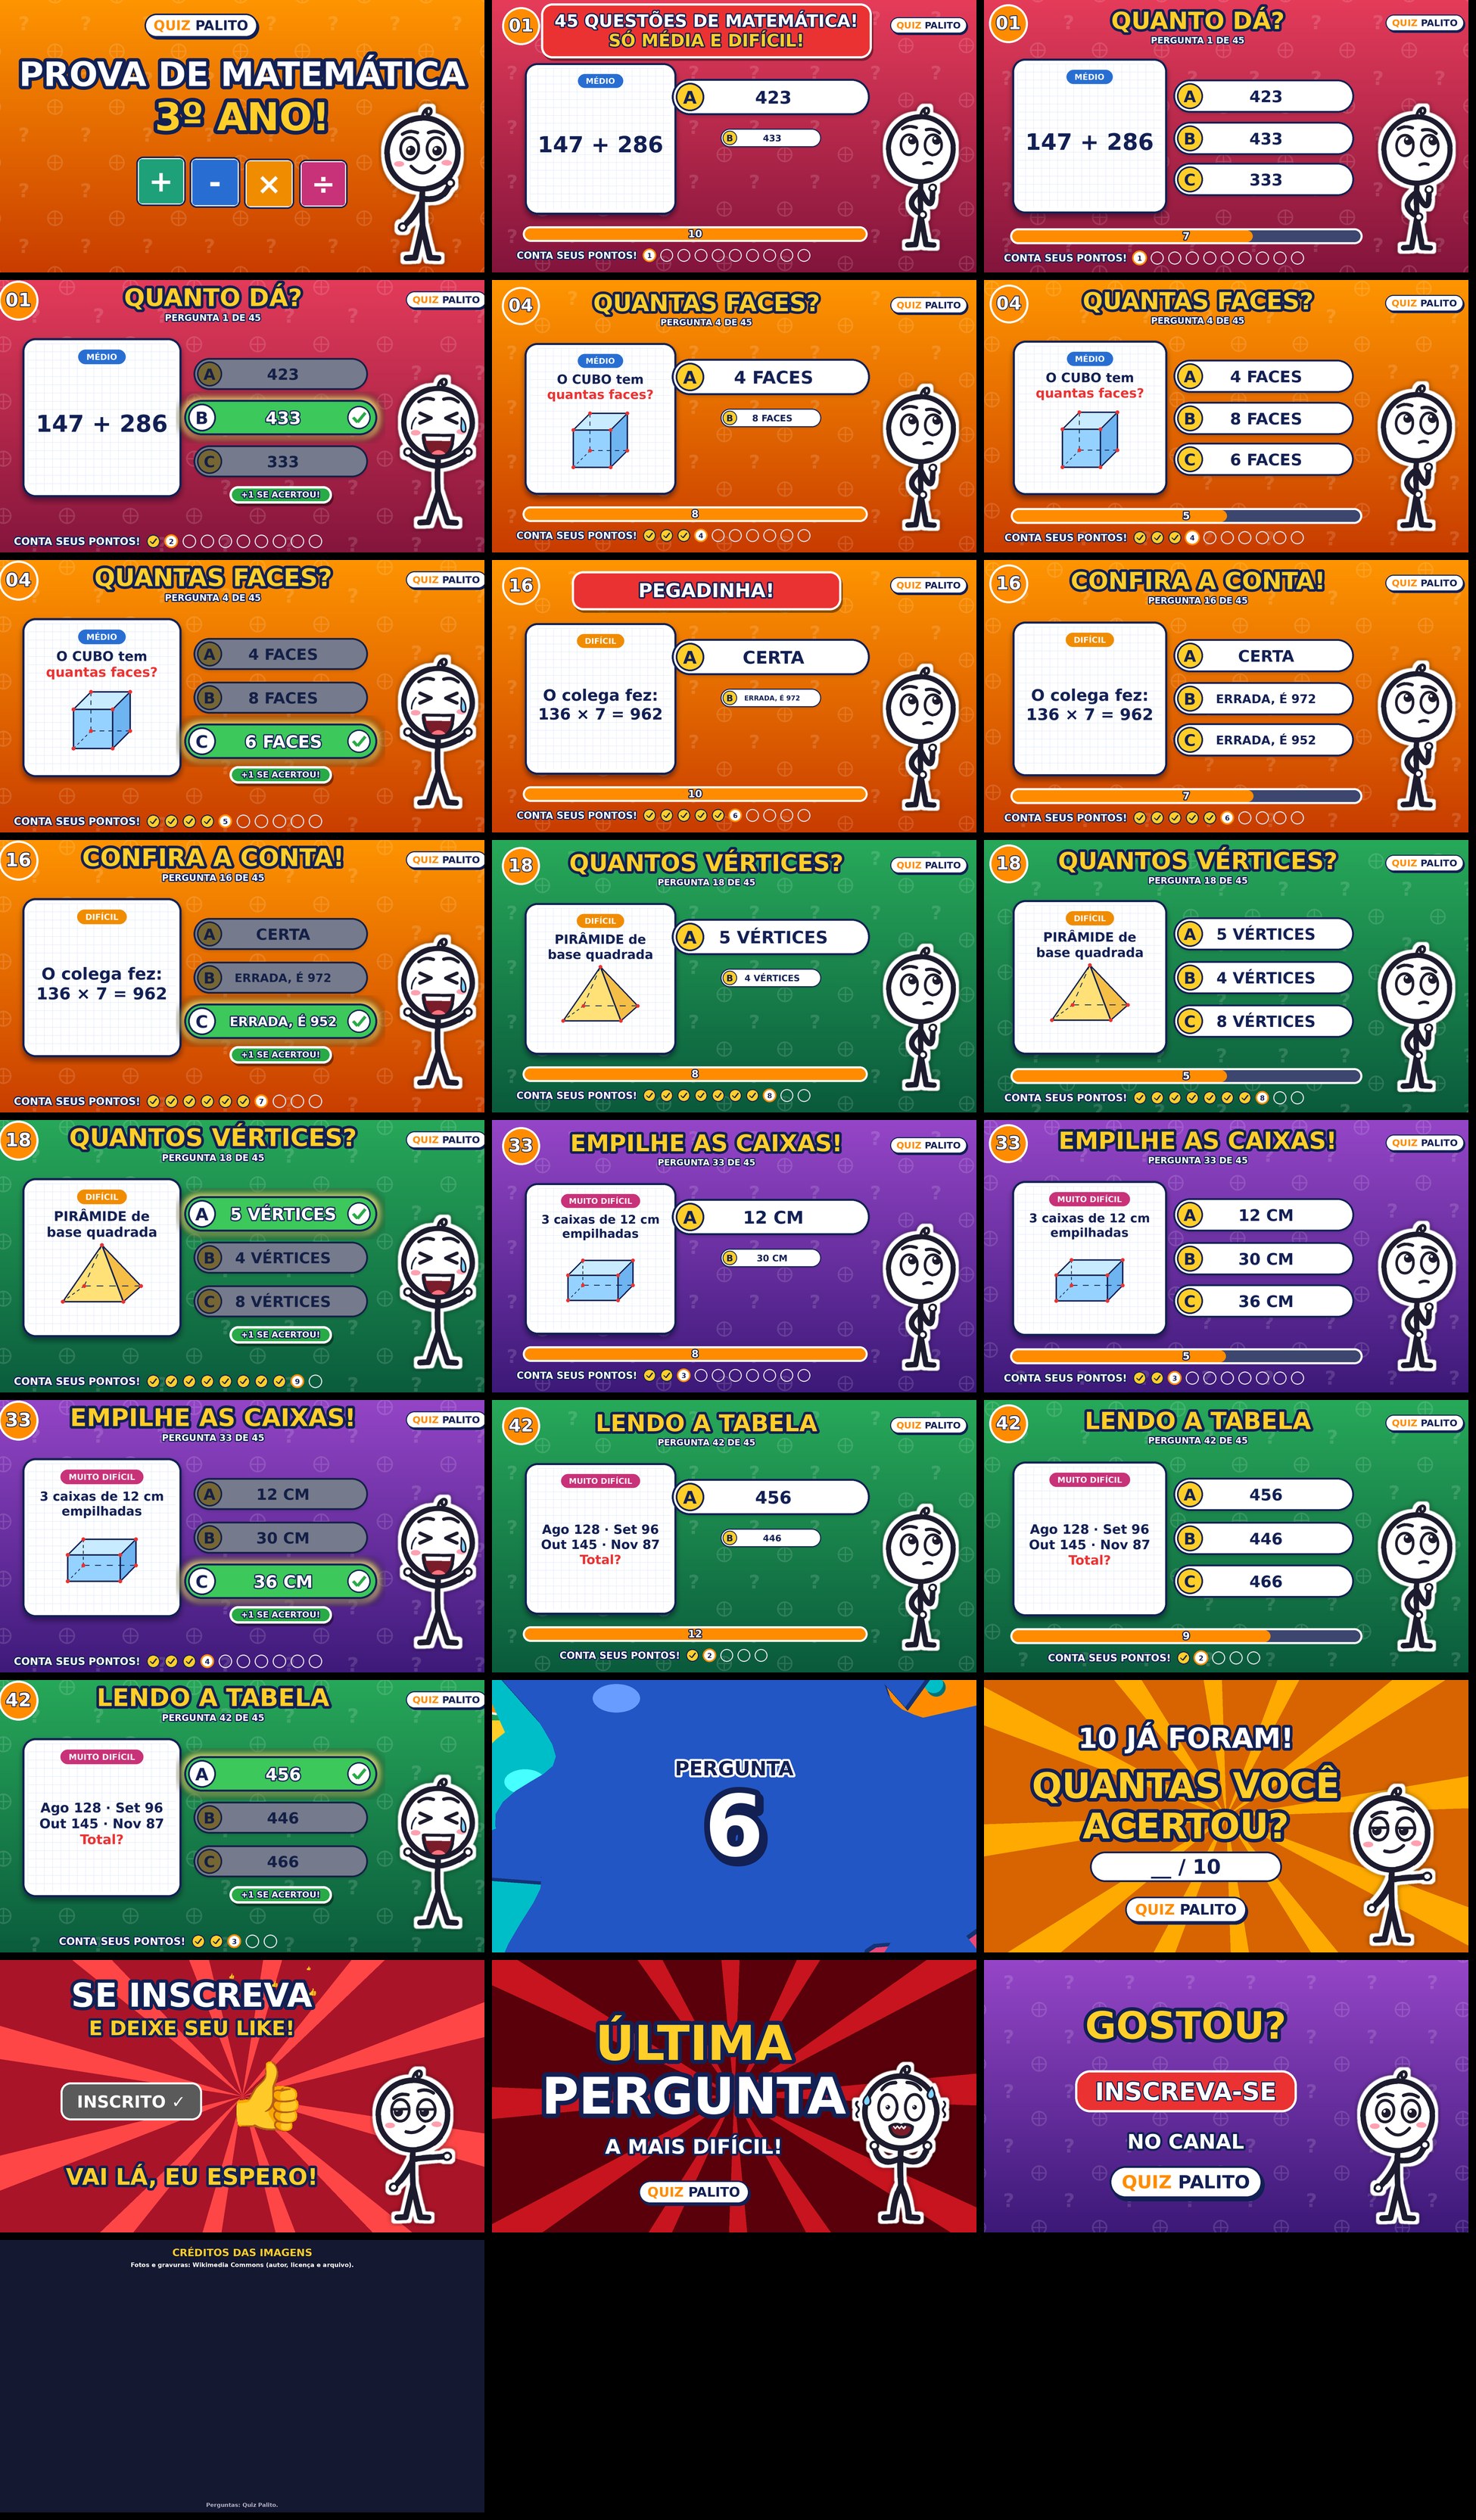 QUIZ PALITO
PROVA DE MATEMÁTICA
3º ANO!
+ - × ÷
01
45 QUESTÕES DE MATEMÁTICA!
SÓ MÉDIA E DIFÍCIL!
QUIZ PALITO
MÉDIO
147 + 286
A 423
B 433
10
CONTA SEUS PONTOS! 1
01
QUANTO DÁ?
PERGUNTA 1 DE 45
QUIZ PALITO
MÉDIO
147 + 286
A 423
B 433
C 333
7
CONTA SEUS PONTOS! 1
01
QUANTO DÁ?
PERGUNTA 1 DE 45
QUIZ PALITO
MÉDIO
147 + 286
A 423
B 433
C 333
+1 SE ACERTOU!
CONTA SEUS PONTOS! 2
04
QUANTAS FACES?
PERGUNTA 4 DE 45
QUIZ PALITO
MÉDIO
O CUBO tem
quantas faces?
A 4 FACES
B 8 FACES
8
CONTA SEUS PONTOS! 4
04
QUANTAS FACES?
PERGUNTA 4 DE 45
QUIZ PALITO
MÉDIO
O CUBO tem
quantas faces?
A 4 FACES
B 8 FACES
C 6 FACES
5
CONTA SEUS PONTOS! 4
04
QUANTAS FACES?
PERGUNTA 4 DE 45
QUIZ PALITO
MÉDIO
O CUBO tem
quantas faces?
A 4 FACES
B 8 FACES
C 6 FACES
+1 SE ACERTOU!
CONTA SEUS PONTOS! 5
16
PEGADINHA!
QUIZ PALITO
DIFÍCIL
O colega fez:
136 × 7 = 962
A CERTA
B ERRADA, É 972
10
CONTA SEUS PONTOS! 6
16
CONFIRA A CONTA!
PERGUNTA 16 DE 45
QUIZ PALITO
DIFÍCIL
O colega fez:
136 × 7 = 962
A CERTA
B ERRADA, É 972
C ERRADA, É 952
7
CONTA SEUS PONTOS! 6
16
CONFIRA A CONTA!
PERGUNTA 16 DE 45
QUIZ PALITO
DIFÍCIL
O colega fez:
136 × 7 = 962
A CERTA
B ERRADA, É 972
C ERRADA, É 952
+1 SE ACERTOU!
CONTA SEUS PONTOS! 7
18
QUANTOS VÉRTICES?
PERGUNTA 18 DE 45
QUIZ PALITO
DIFÍCIL
PIRÂMIDE de
base quadrada
A 5 VÉRTICES
B 4 VÉRTICES
8
CONTA SEUS PONTOS! 8
18
QUANTOS VÉRTICES?
PERGUNTA 18 DE 45
QUIZ PALITO
DIFÍCIL
PIRÂMIDE de
base quadrada
A 5 VÉRTICES
B 4 VÉRTICES
C 8 VÉRTICES
5
CONTA SEUS PONTOS! 8
18
QUANTOS VÉRTICES?
PERGUNTA 18 DE 45
QUIZ PALITO
DIFÍCIL
PIRÂMIDE de
base quadrada
A 5 VÉRTICES
B 4 VÉRTICES
C 8 VÉRTICES
+1 SE ACERTOU!
CONTA SEUS PONTOS! 9
33
EMPILHE AS CAIXAS!
PERGUNTA 33 DE 45
QUIZ PALITO
MUITO DIFÍCIL
3 caixas de 12 cm
empilhadas
A 12 CM
B 30 CM
8
CONTA SEUS PONTOS! 3
33
EMPILHE AS CAIXAS!
PERGUNTA 33 DE 45
QUIZ PALITO
MUITO DIFÍCIL
3 caixas de 12 cm
empilhadas
A 12 CM
B 30 CM
C 36 CM
5
CONTA SEUS PONTOS! 3
33
EMPILHE AS CAIXAS!
PERGUNTA 33 DE 45
QUIZ PALITO
MUITO DIFÍCIL
3 caixas de 12 cm
empilhadas
A 12 CM
B 30 CM
C 36 CM
+1 SE ACERTOU!
CONTA SEUS PONTOS! 4
42
LENDO A TABELA
PERGUNTA 42 DE 45
QUIZ PALITO
MUITO DIFÍCIL
Ago 128 · Set 96
Out 145 · Nov 87
Total?
A 456
B 446
12
CONTA SEUS PONTOS! 2
42
LENDO A TABELA
PERGUNTA 42 DE 45
QUIZ PALITO
MUITO DIFÍCIL
Ago 128 · Set 96
Out 145 · Nov 87
Total?
A 456
B 446
C 466
9
CONTA SEUS PONTOS! 2
42
LENDO A TABELA
PERGUNTA 42 DE 45
QUIZ PALITO
MUITO DIFÍCIL
Ago 128 · Set 96
Out 145 · Nov 87
Total?
A 456
B 446
C 466
+1 SE ACERTOU!
CONTA SEUS PONTOS! 3
PERGUNTA
6
10 JÁ FORAM!
QUANTAS VOCÊ
ACERTOU?
__ / 10
QUIZ PALITO
SE INSCREVA
E DEIXE SEU LIKE!
INSCRITO ✓
VAI LÁ, EU ESPERO!
ÚLTIMA
PERGUNTA
A MAIS DIFÍCIL!
QUIZ PALITO
GOSTOU?
INSCREVA-SE
NO CANAL
QUIZ PALITO
CRÉDITOS DAS IMAGENS
Fotos e gravuras: Wikimedia Commons (autor, licença e arquivo).
Perguntas: Quiz Palito.